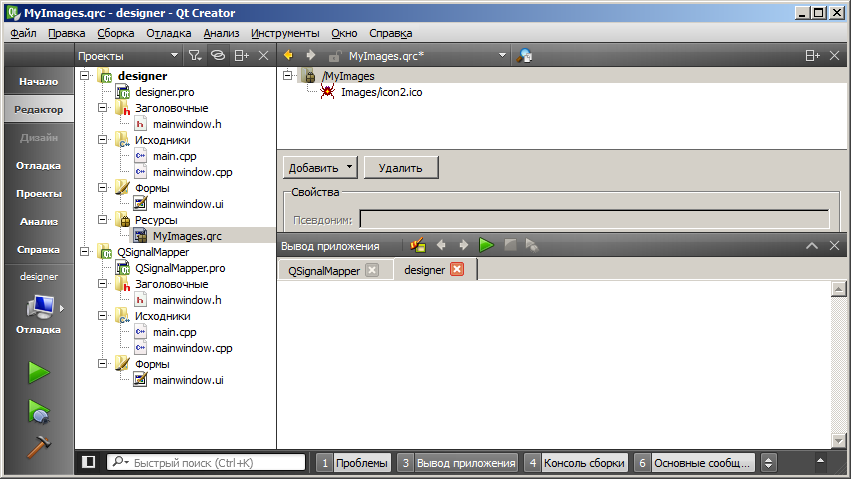 MyImages.qrc - designer - Qt Creator
Файл Правка Сборка Отладка Анализ Инструменты Окно Справка
Проекты
MyImages.qrc*
Начало
Редактор
Дизайн
Отладка
Проекты
Анализ
Справка
designer
Отладка
designer
designer.pro
Заголовочные
mainwindow.h
Исходники
main.cpp
mainwindow.cpp
Формы
mainwindow.ui
Ресурсы
MyImages.qrc
QSignalMapper
QSignalMapper.pro
Заголовочные
mainwindow.h
Исходники
main.cpp
mainwindow.cpp
Формы
mainwindow.ui
/MyImages
Images/icon2.ico
Добавить Удалить
Свойства
Псевдоним:
Вывод приложения
QSignalMapper designer
Быстрый поиск (Ctrl+K)
1 Проблемы 3 Вывод приложения 4 Консоль сборки 6 Основные сообщ...